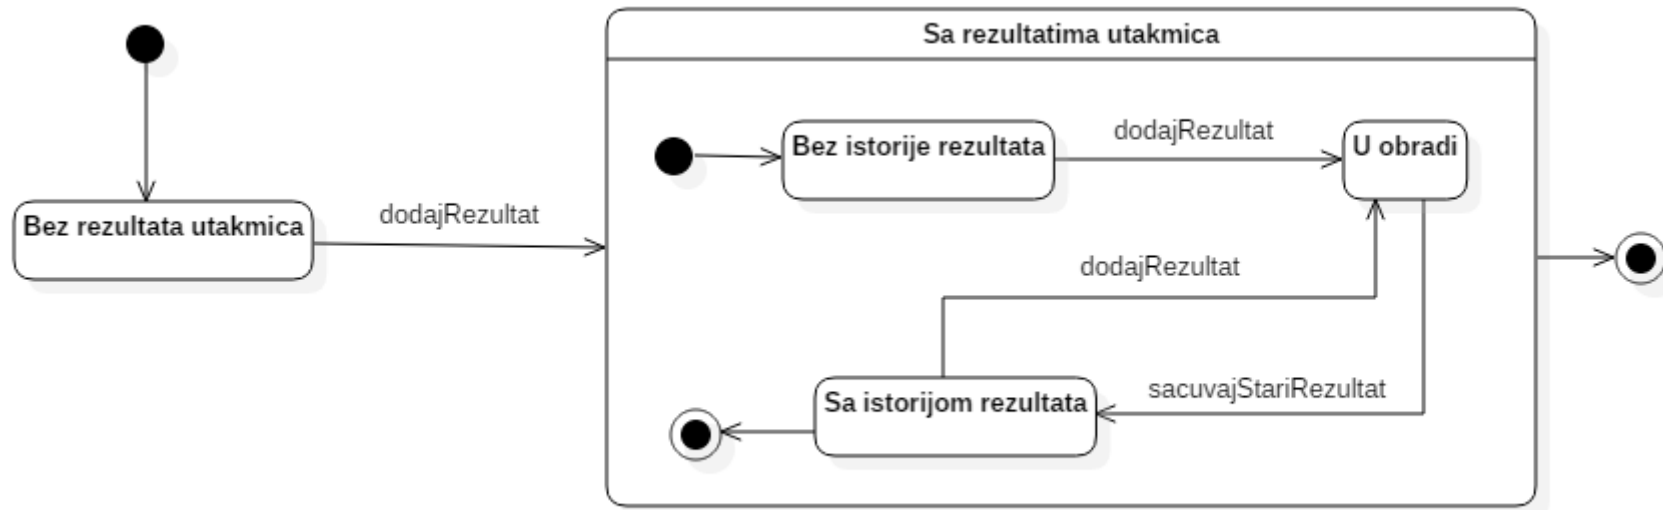 Sa rezultatima utakmica
Bez istorije rezultata
dodajRezultat
U obradi
Bez rezultata utakmica
dodajRezultat
dodajRezultat
Sa istorijom rezultata
sacuvajStariRezultat